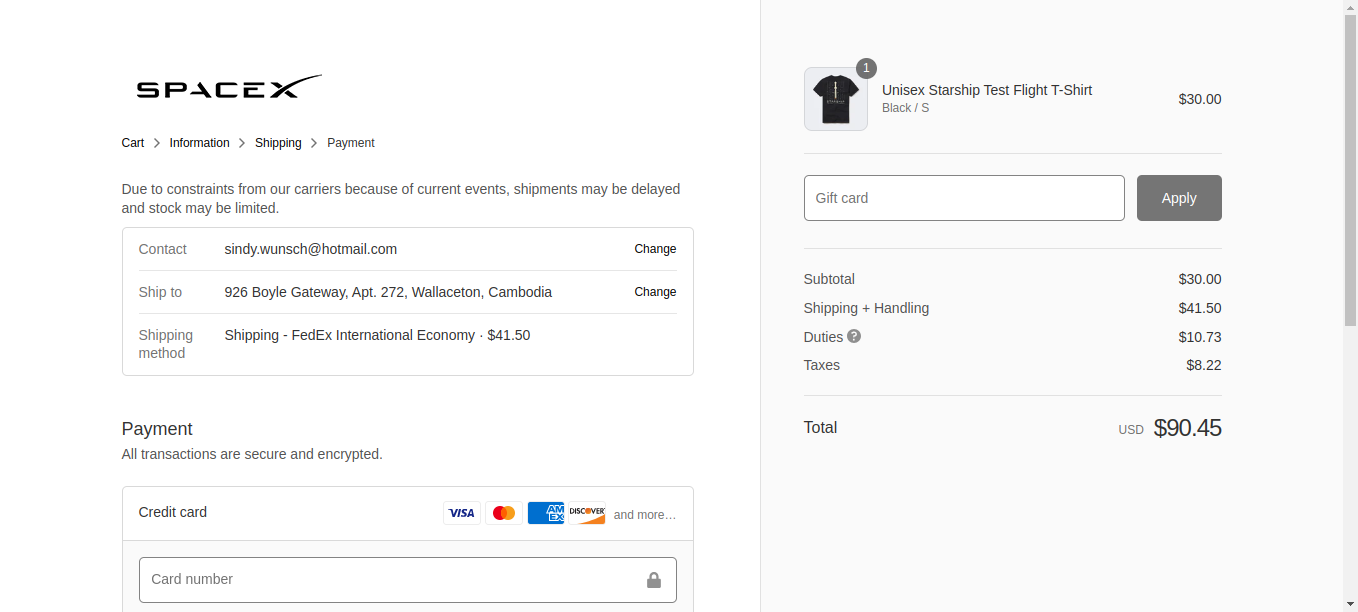 SPACEX
Cart > Information > Shipping > Payment
Due to constraints from our carriers because of current events, shipments may be delayed
and stock may be limited.
Contact sindy.wunsch@hotmail.com Change
Ship to 926 Boyle Gateway, Apt. 272, Wallaceton, Cambodia Change
Shipping Shipping - FedEx International Economy · $41.50
method
Payment
All transactions are secure and encrypted.
Credit card VISA AM EX DISCOVER and more…
Card number
1
Unisex Starship Test Flight T-Shirt $30.00
Black / S
Gift card Apply
Subtotal $30.00
Shipping + Handling $41.50
Duties ? $10.73
Taxes $8.22
Total USD $90.45